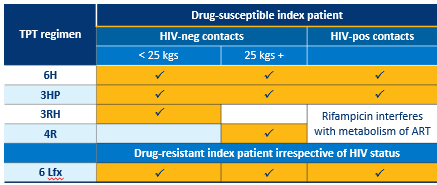 TPT regimen
Drug-susceptible index patient
HIV-neg contacts
HIV-pos contacts
< 25 kgs
25 kgs +
6H ✓ ✓ ✓
3HP ✓ ✓ ✓
3RH ✓
Rifampicin interferes
with metabolism of ART
4R ✓
Drug-resistant index patient irrespective of HIV status
6 Lfx ✓ ✓ ✓